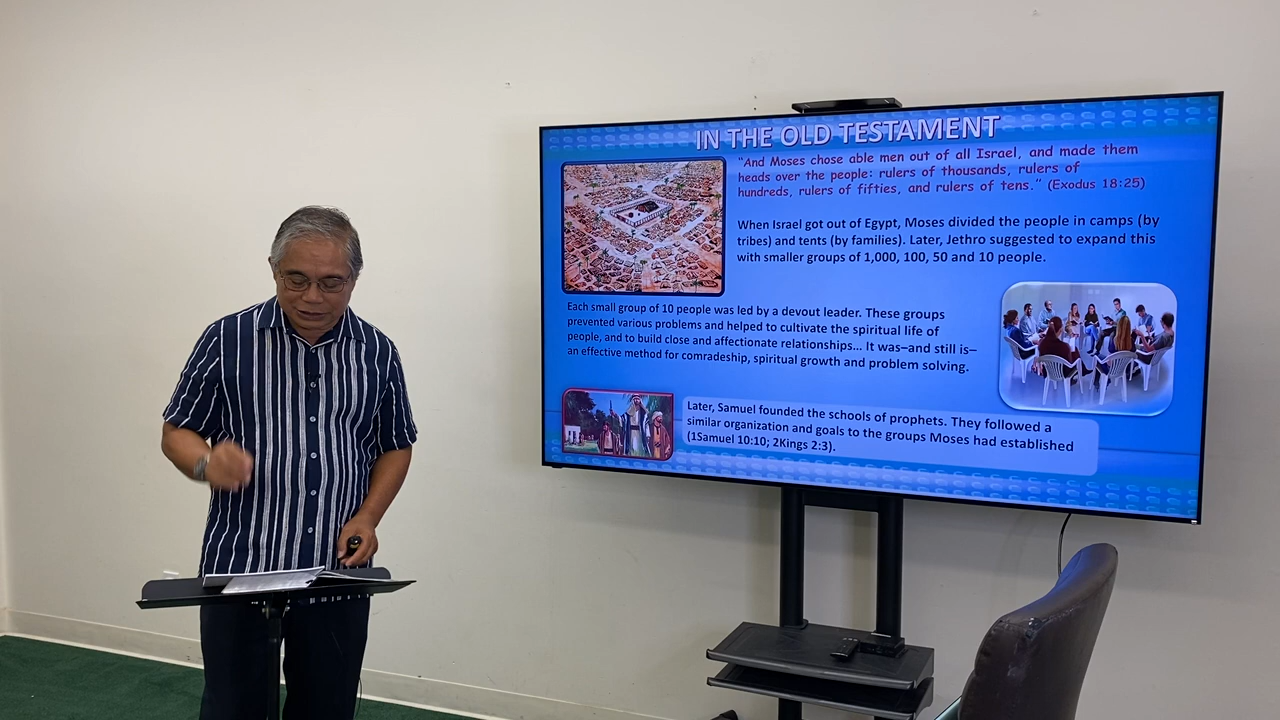 IN THE OLD TESTAMENT
"And Moses chose able men out of all Israel, and made them
heads over the people: rulers of thousands, rulers of
hundreds, rulers of fifties, and rulers of tens." (Exodus 18:25)
When Israel got out of Egypt, Moses divided the people in camps (by
tribes) and tents (by families). Later, Jethro suggested to expand this
with smaller groups of 1,000, 100, 50 and 10 people.
Each small group of 10 people was led by a devout leader. These groups
prevented various problems and helped to cultivate the spiritual life of
people, and to build close and affectionate relationships... It was–and still is–
an effective method for comradeship, spiritual growth and problem solving.
Later, Samuel founded the schools of prophets. They followed a
similar organization and goals to the groups Moses had established
(1Samuel 10:10; 2Kings 2:3).